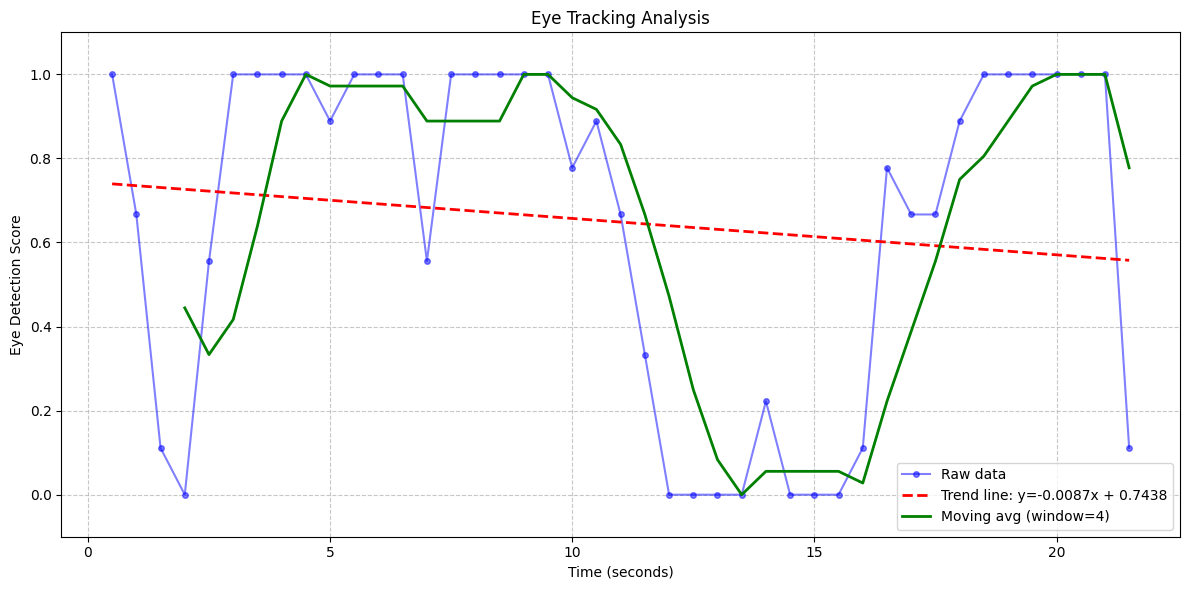 Eye Tracking Analysis
Eye Detection Score
1.0
0.8
0.6
0.4
0.2
0.0
0
5
10
15
20
Time (seconds)
Raw data
Trend line: y=-0.0087x + 0.7438
Moving avg (window=4)